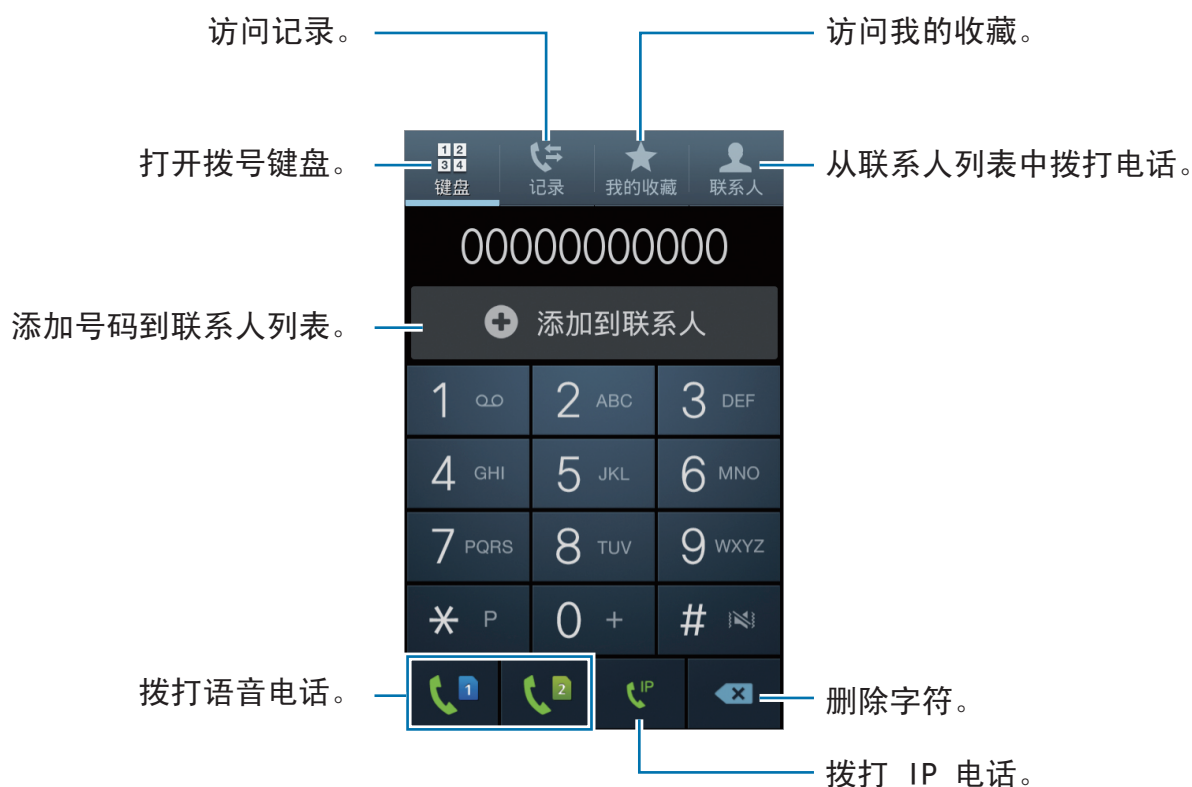 访问记录。
访问我的收藏。
打开拨号键盘。
1 2
3 4
键盘
记录
我的收藏
联系人
从联系人列表中拨打电话。
00000000000
添加号码到联系人列表。
添加到联系人
1
2 ABC
3 DEF
4 GHI
5 JKL
6 MNO
7 PQRS
8 TUV
9 WXYZ
* P
0 +
#
拨打语音电话。
1
2
IP
删除字符。
拨打 IP 电话。